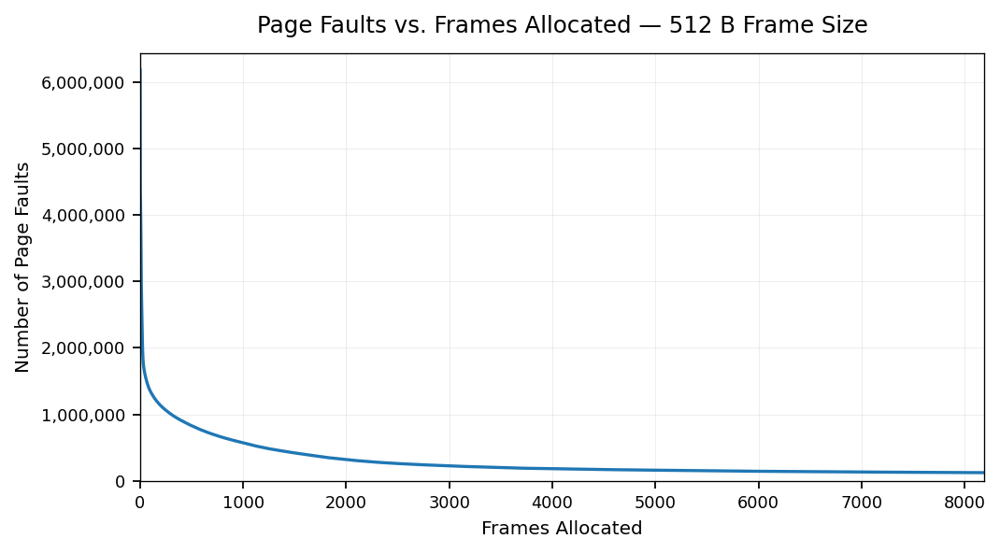 Page Faults vs. Frames Allocated — 512 B Frame Size
Number of Page Faults
6,000,000
5,000,000
4,000,000
3,000,000
2,000,000
1,000,000
0
0 1000 2000 3000 4000 5000 6000 7000 8000
Frames Allocated